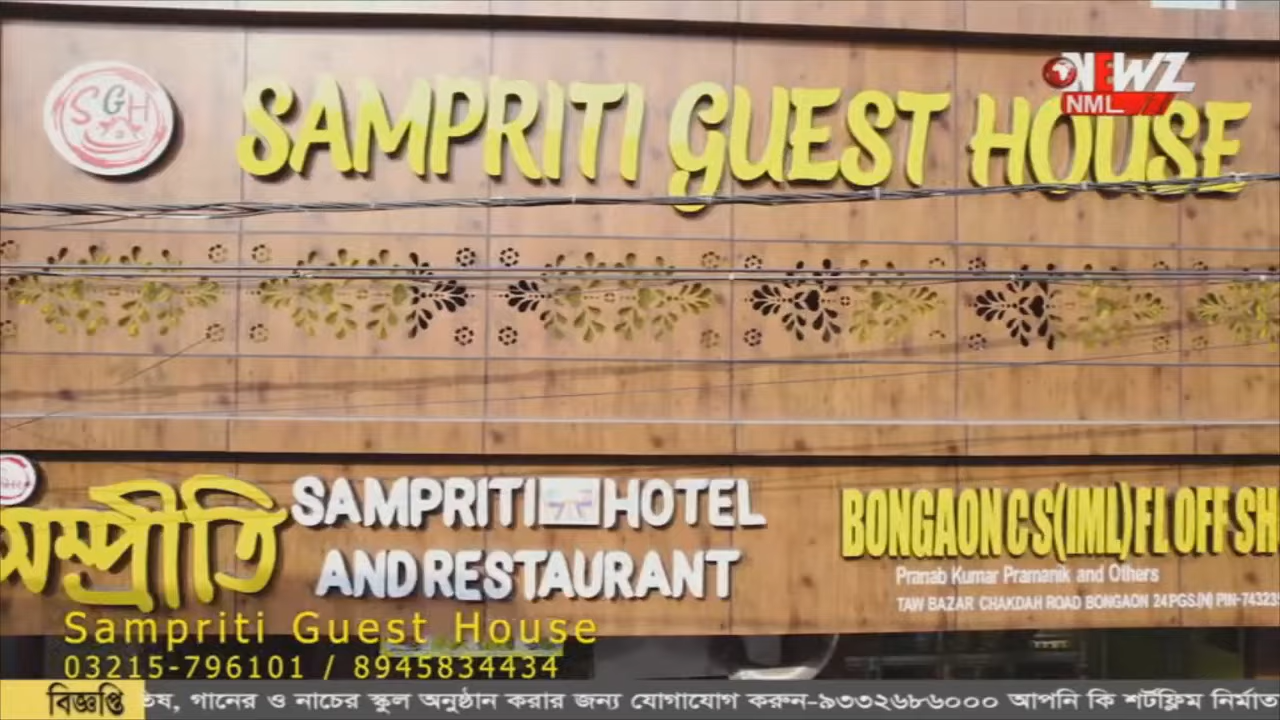 SGH
SAMPRITI GUEST HOUSE
NEWZ
NML
সম্প্রীতি
SAMPRITI HOTEL
AND RESTAURANT
BONGAON C S (IML) FL OFF SH
Pranab Kumar Pramanik and Others
TAW BAZAR CHAKDAH ROAD BONGAON 24PGS.(N) PIN-74323
Sampriti Guest House
03215-796101 / 8945834434
বিজ্ঞপ্তি
তিষ, গানের ও নাচের স্কুল অনুষ্ঠান করার জন্য যোগাযোগ করুন-৯৩৩২৬৮৬০০০ আপনি কি শর্টফ্লিম নির্মাত